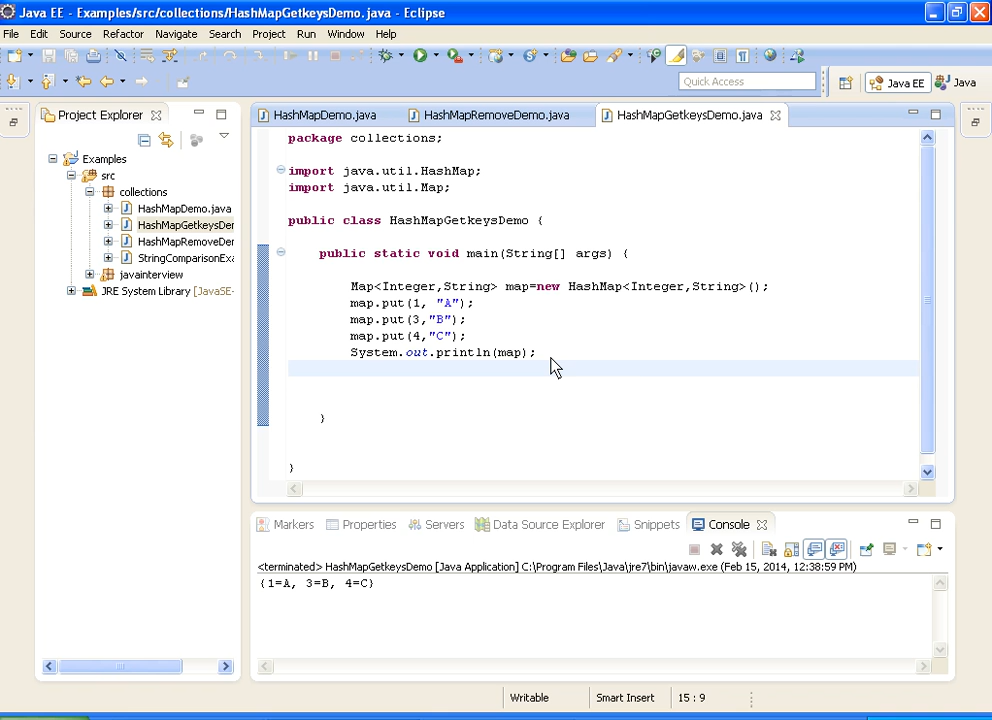 Java EE - Examples/src/collections/HashMapGetkeysDemo.java - Eclipse
File Edit Source Refactor Navigate Search Project Run Window Help
Quick Access
Java EE
Java
Project Explorer
HashMapDemo.java
HashMapRemoveDemo.java
HashMapGetkeysDemo.java
Examples
src
collections
HashMapDemo.java
HashMapGetkeysDer
HashMapRemoveDem
StringComparisonExa
javainterview
JRE System Library [JavaSE-
package collections;
import java.util.HashMap;
import java.util.Map;
public class HashMapGetkeysDemo {
public static void main(String[] args) {
Map<Integer,String> map=new HashMap<Integer,String>();
map.put(1, "A");
map.put(3,"B");
map.put(4,"C");
System.out.println(map);
}
}
Markers Properties Servers Data Source Explorer Snippets Console
<terminated> HashMapGetkeysDemo [Java Application] C:\Program Files\Java\jre7\bin\javaw.exe (Feb 15, 2014, 12:38:59 PM)
{1=A, 3=B, 4=C}
Writable Smart Insert 15 : 9